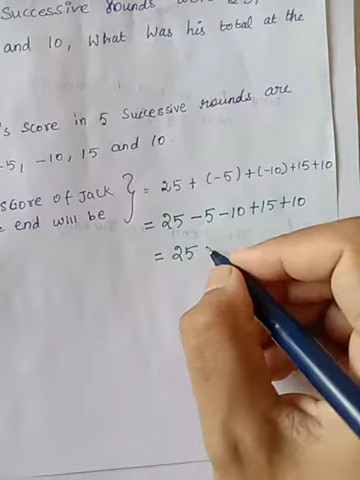 Successive rounds
and 10, What was his total at the
's score in 5 Successive rounds are
-5, -10, 15 and 10.
score of Jack } = 25 + (-5) + (-10) +15 +10
end will be = 25 -5 -10 +15 +10
= 25